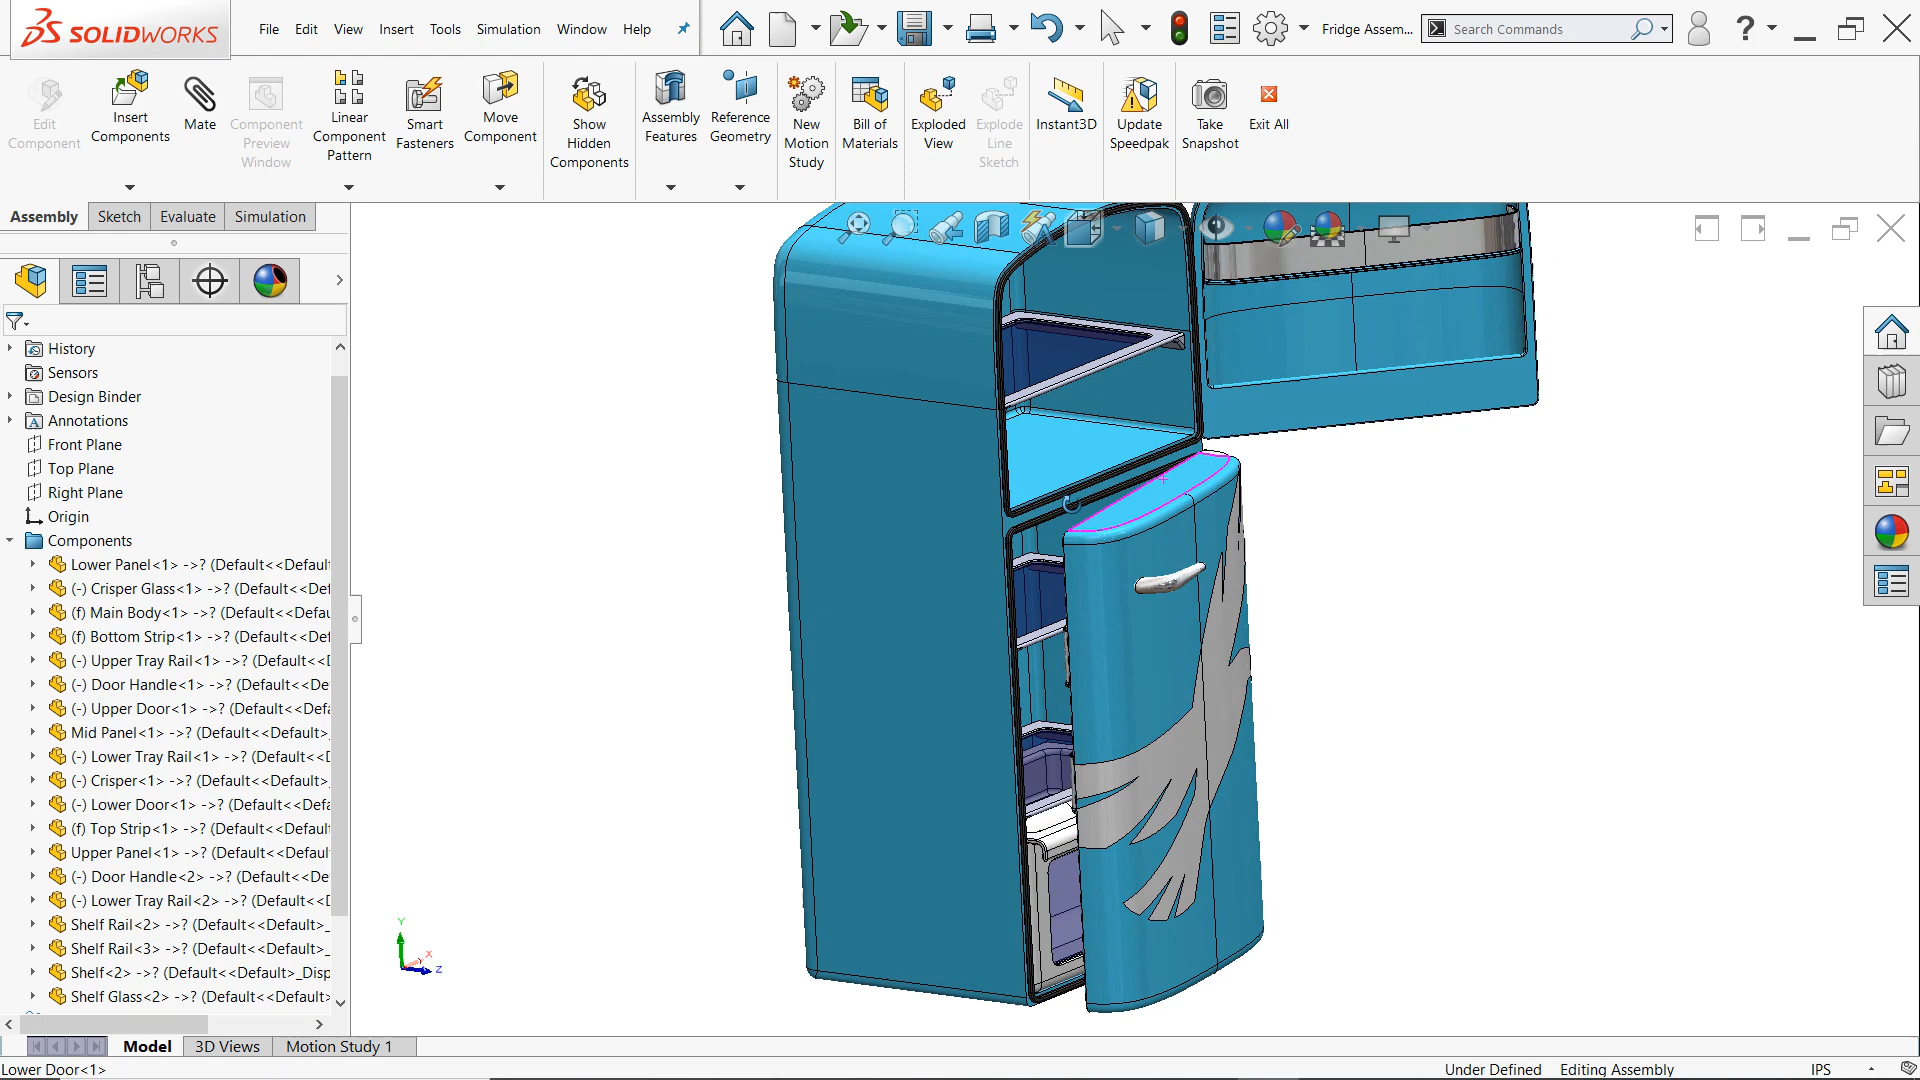 SOLIDWORKS
File Edit View Insert Tools Simulation Window Help
Fridge Assem...
Search Commands
?
Edit Component
Insert Components
Mate
Component Preview Window
Linear Component Pattern
Smart Fasteners
Move Component
Show Hidden Components
Assembly Features
Reference Geometry
New Motion Study
Bill of Materials
Exploded View
Explode Line Sketch
Instant3D
Update Speedpak
Take Snapshot
Exit All
Assembly Sketch Evaluate Simulation
History
Sensors
Design Binder
Annotations
Front Plane
Top Plane
Right Plane
Origin
Components
Lower Panel<1> ->? (Default<<Default
(-) Crisper Glass<1> ->? (Default<<Def
(f) Main Body<1> ->? (Default<<Defau
(f) Bottom Strip<1> ->? (Default<<Def
(-) Upper Tray Rail<1> ->? (Default<<D
(-) Door Handle<1> ->? (Default<<De
(-) Upper Door<1> ->? (Default<<Defa
Mid Panel<1> ->? (Default<<Default>_
(-) Lower Tray Rail<1> ->? (Default<<D
(-) Crisper<1> ->? (Default<<Default>_
(-) Lower Door<1> ->? (Default<<Defa
(f) Top Strip<1> ->? (Default<<Default
Upper Panel<1> ->? (Default<<Defaul
(-) Door Handle<2> ->? (Default<<De
(-) Lower Tray Rail<2> ->? (Default<<D
Shelf Rail<2> ->? (Default<<Default>_
Shelf Rail<3> ->? (Default<<Default>_
Shelf<2> ->? (Default<<Default>_Disp
Shelf Glass<2> ->? (Default<<Default>
Y
X
Z
Model 3D Views Motion Study 1
Lower Door<1>
Under Defined Editing Assembly IPS